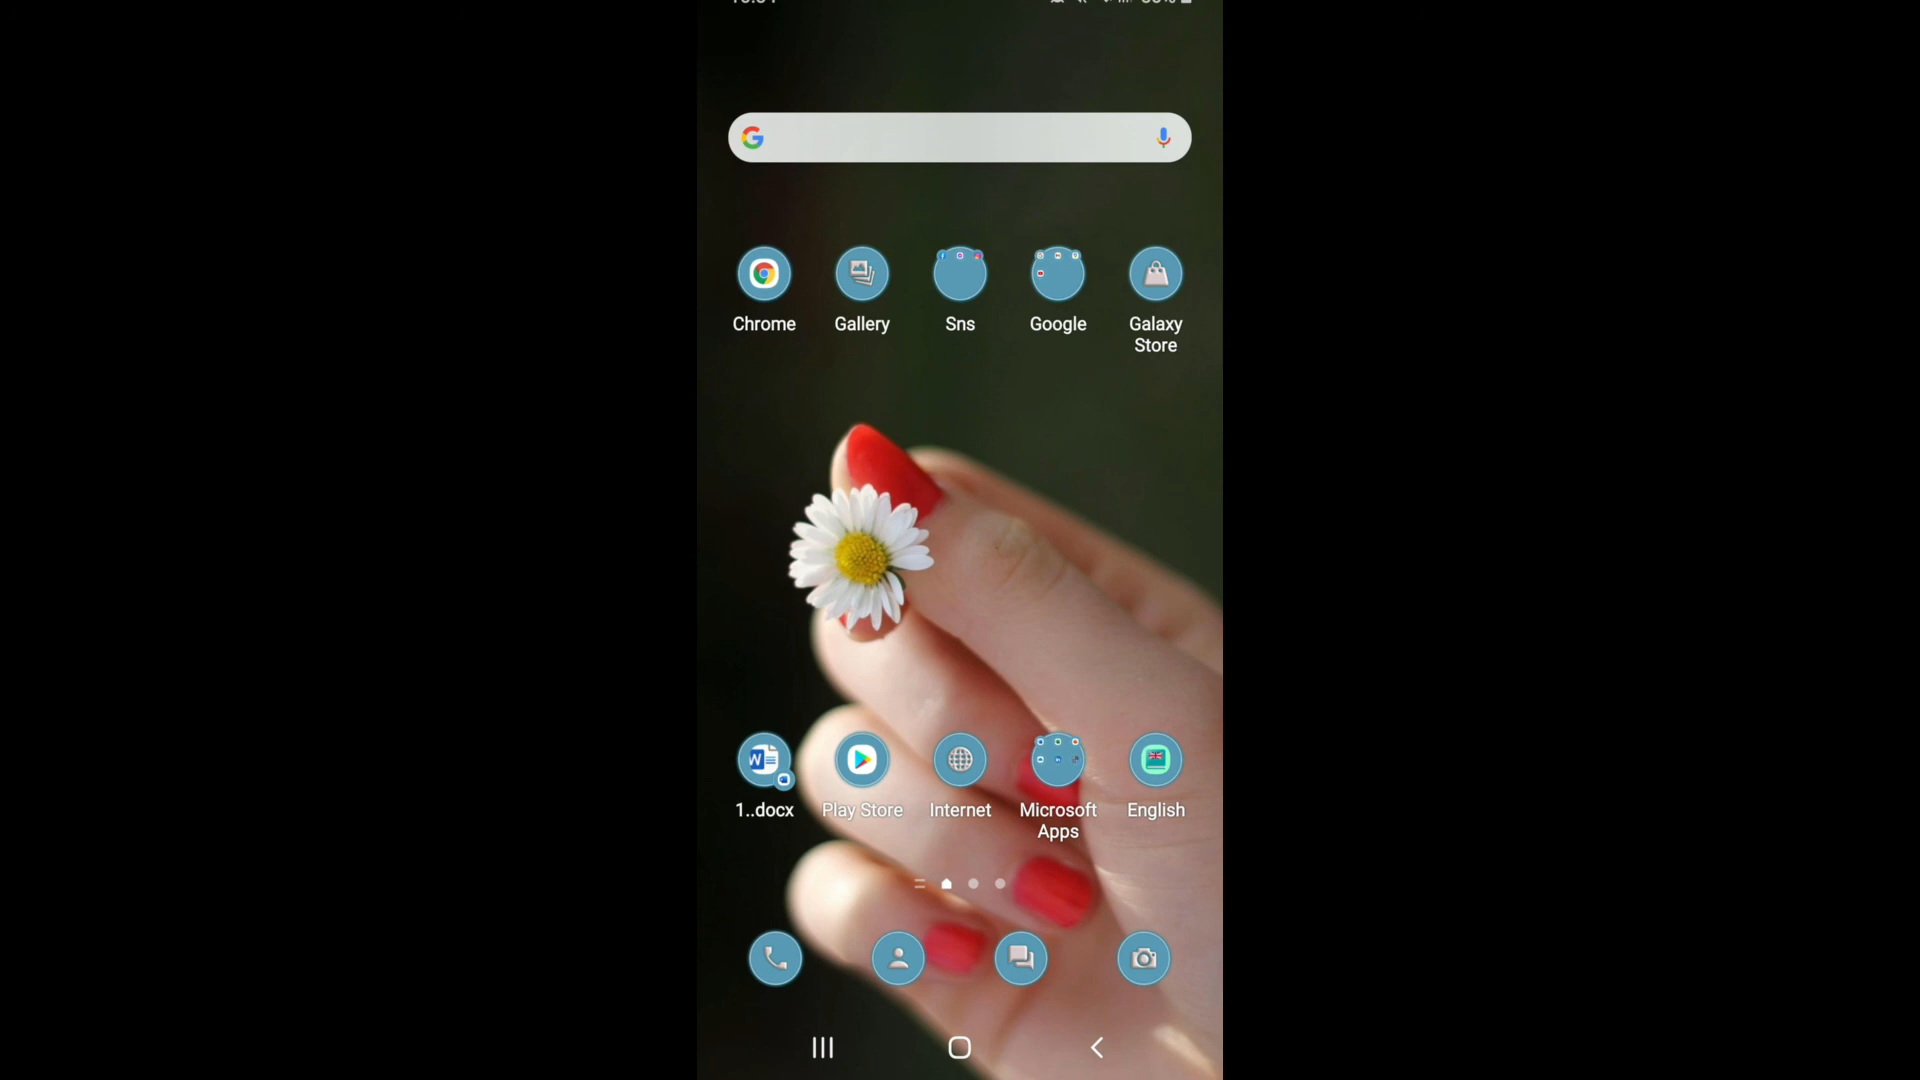 Chrome
Gallery
Sns
Google
Galaxy
Store
1..docx
Play Store
Internet
Microsoft
Apps
English